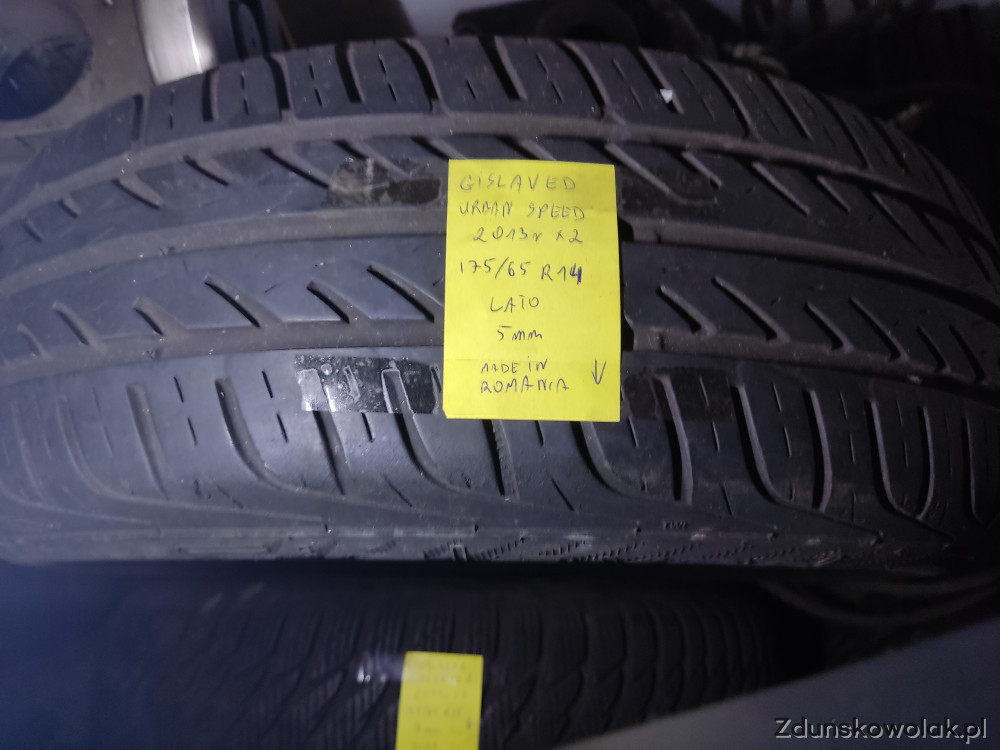 GISLAVED
URBAN SPEED
2013r x2
175/65 R14
LATO
5mm
MADE IN
ROMANIA ↓
Zdunskowolak.pl